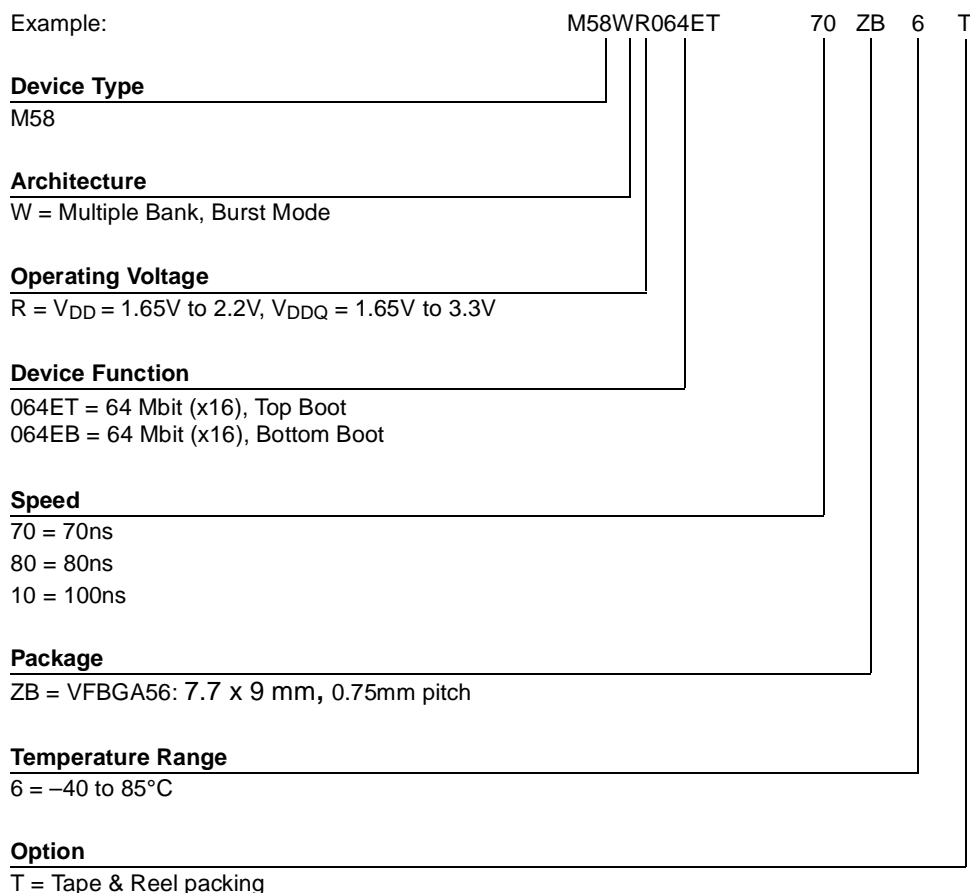 Example: M58WR064ET 70 ZB 6 T
Device Type
M58
Architecture
W = Multiple Bank, Burst Mode
Operating Voltage
R = VDD = 1.65V to 2.2V, VDDQ = 1.65V to 3.3V
Device Function
064ET = 64 Mbit (x16), Top Boot
064EB = 64 Mbit (x16), Bottom Boot
Speed
70 = 70ns
80 = 80ns
10 = 100ns
Package
ZB = VFBGA56: 7.7 x 9 mm, 0.75mm pitch
Temperature Range
6 = –40 to 85°C
Option
T = Tape & Reel packing